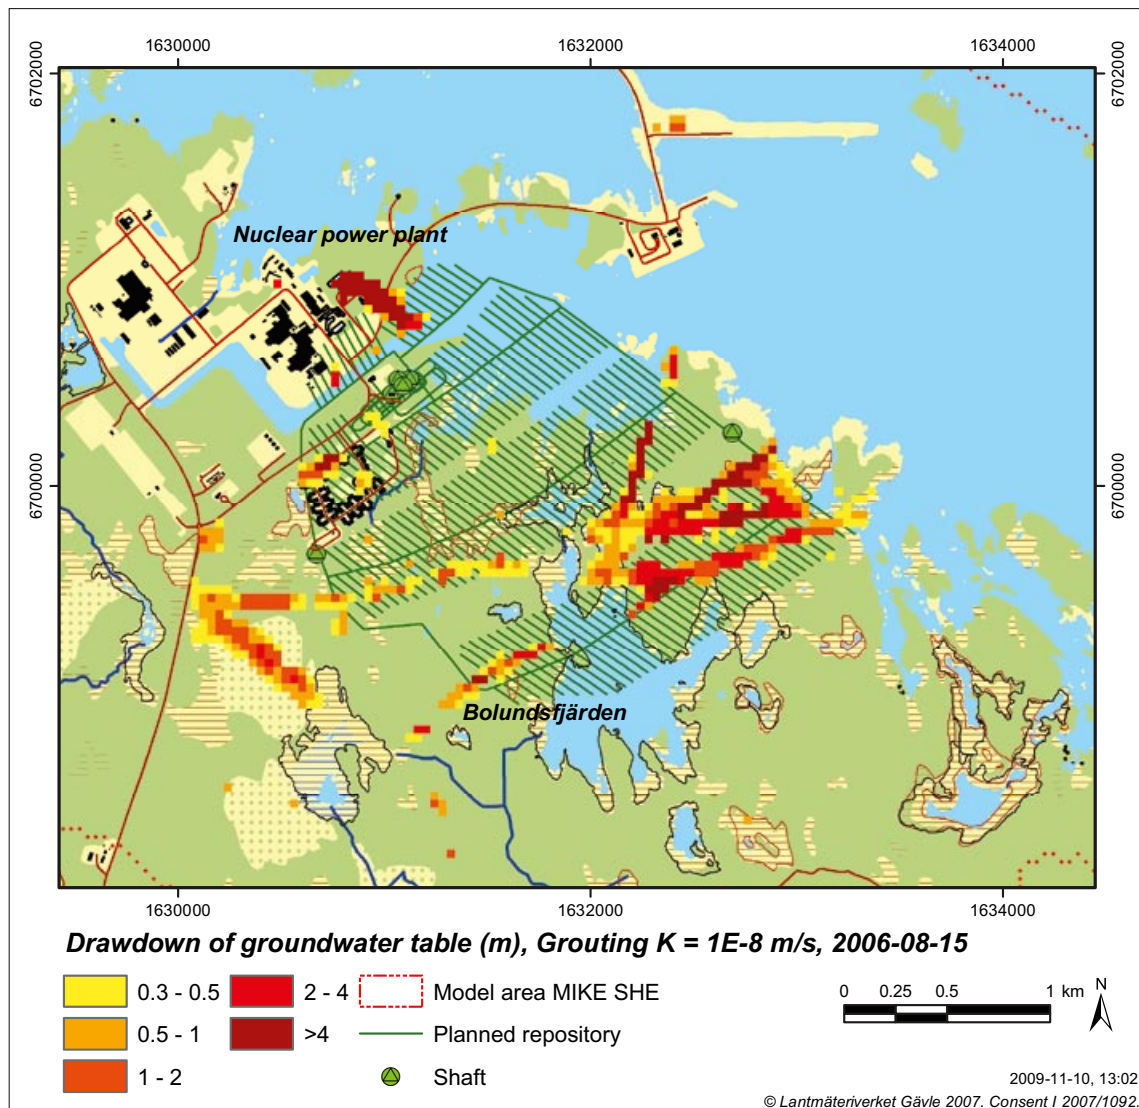 1630000 1632000 1634000
6702000 6702000
Nuclear power plant
6700000 6700000
Bolundsfjärden
1630000 1632000 1634000
Drawdown of groundwater table (m), Grouting K = 1E-8 m/s, 2006-08-15
0.3 - 0.5 2 - 4 Model area MIKE SHE
0.5 - 1 >4 Planned repository
1 - 2 Shaft
0 0.25 0.5 1 km
N
2009-11-10, 13:02
© Lantmäteriverket Gävle 2007. Consent I 2007/1092.